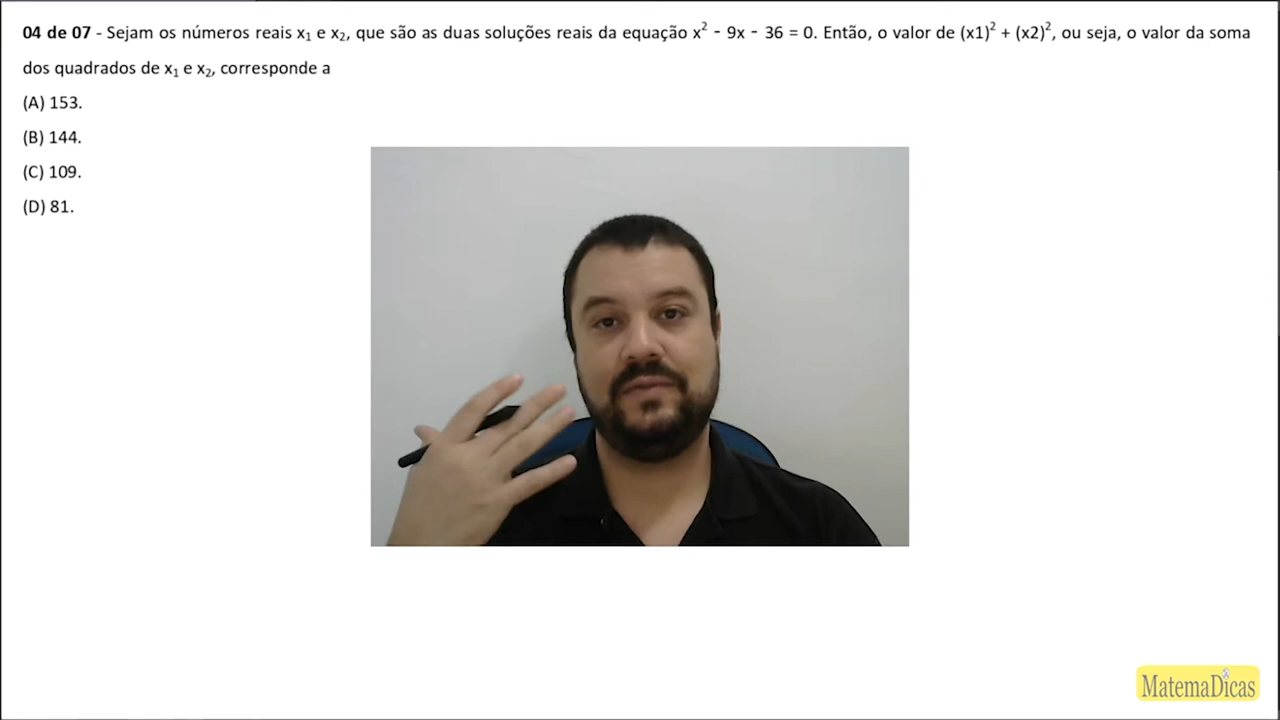 04 de 07 - Sejam os números reais x₁ e x₂, que são as duas soluções reais da equação x² - 9x - 36 = 0. Então, o valor de (x1)² + (x2)², ou seja, o valor da soma
dos quadrados de x₁ e x₂, corresponde a
(A) 153.
(B) 144.
(C) 109.
(D) 81.
MatemaDicas